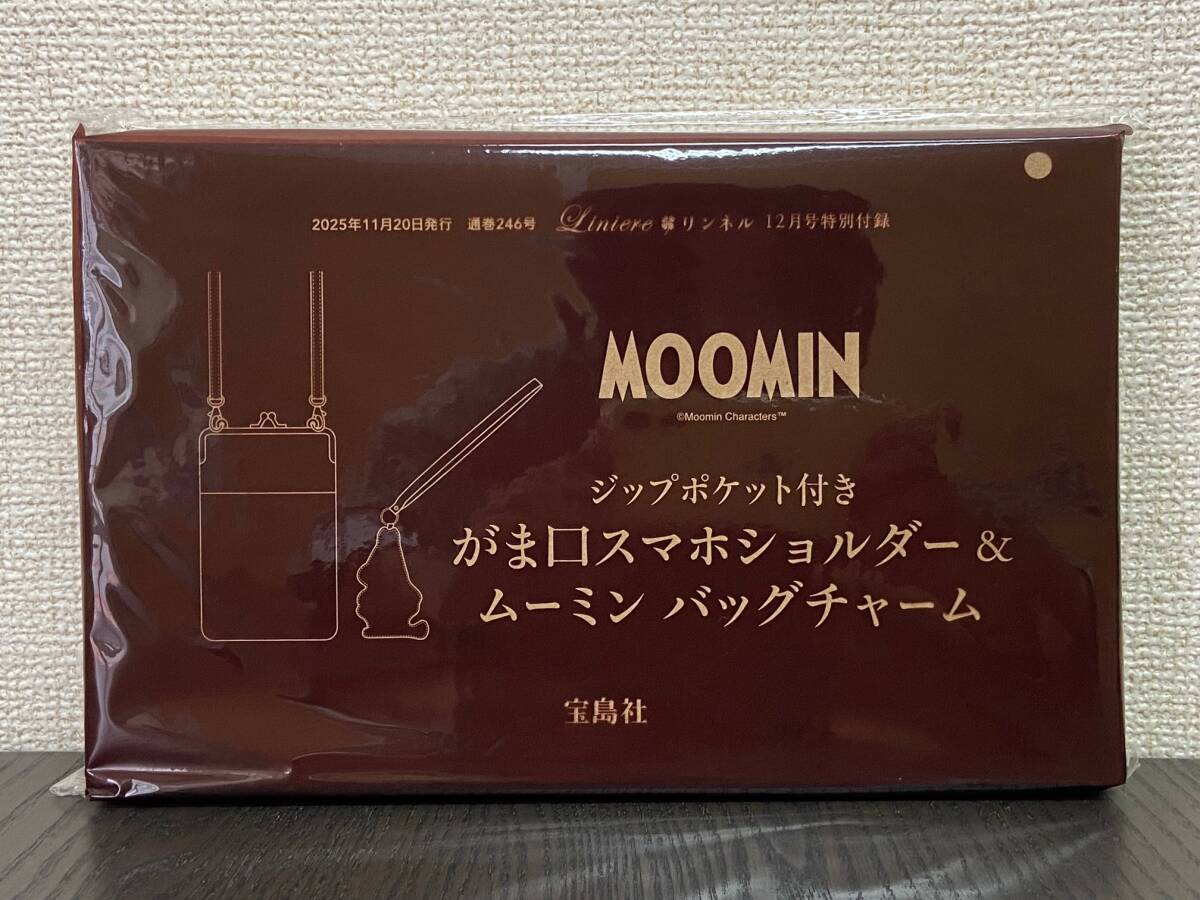 2025年11月20日発行 通巻246号 Liniere リンネル 12月号特別付録
MOOMIN
©Moomin Characters™
ジップポケット付き
がま口スマホショルダー &
ムーミン バッグチャーム
宝島社